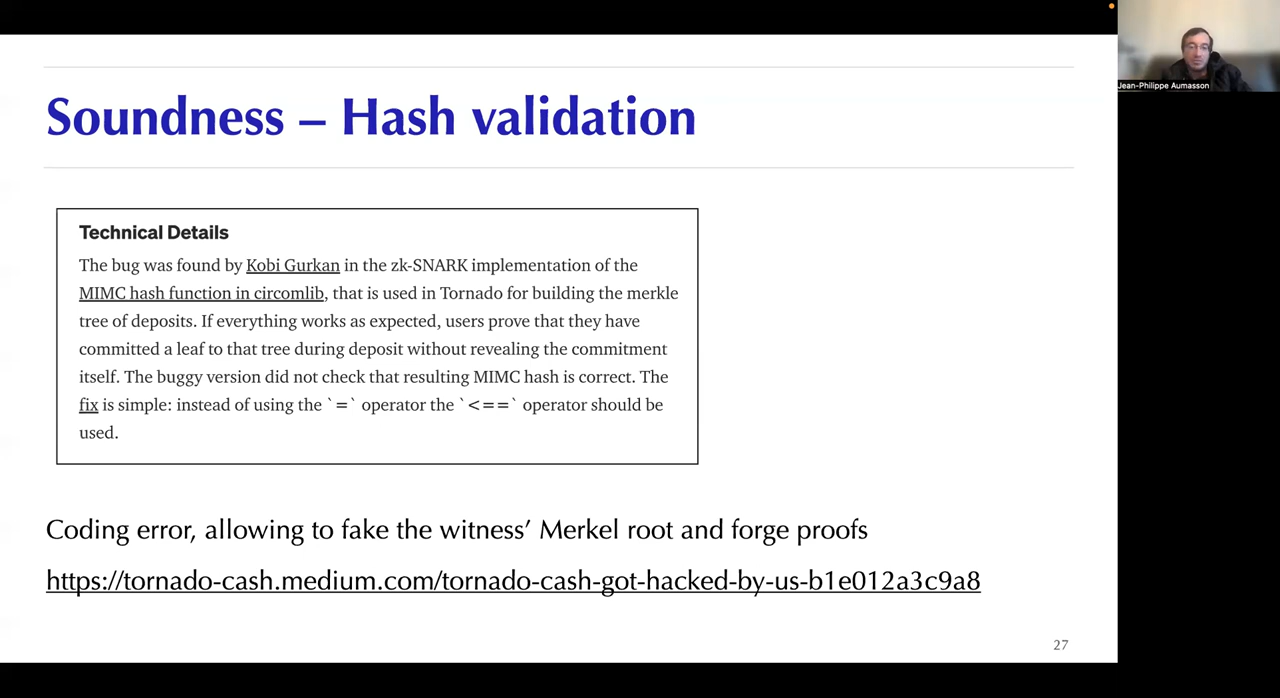 Jean-Philippe Aumasson
Soundness – Hash validation
Technical Details
The bug was found by Kobi Gurkan in the zk-SNARK implementation of the
MIMC hash function in circomlib, that is used in Tornado for building the merkle
tree of deposits. If everything works as expected, users prove that they have
committed a leaf to that tree during deposit without revealing the commitment
itself. The buggy version did not check that resulting MIMC hash is correct. The
fix is simple: instead of using the `=` operator the `<==` operator should be
used.
Coding error, allowing to fake the witness’ Merkel root and forge proofs
https://tornado-cash.medium.com/tornado-cash-got-hacked-by-us-b1e012a3c9a8
27